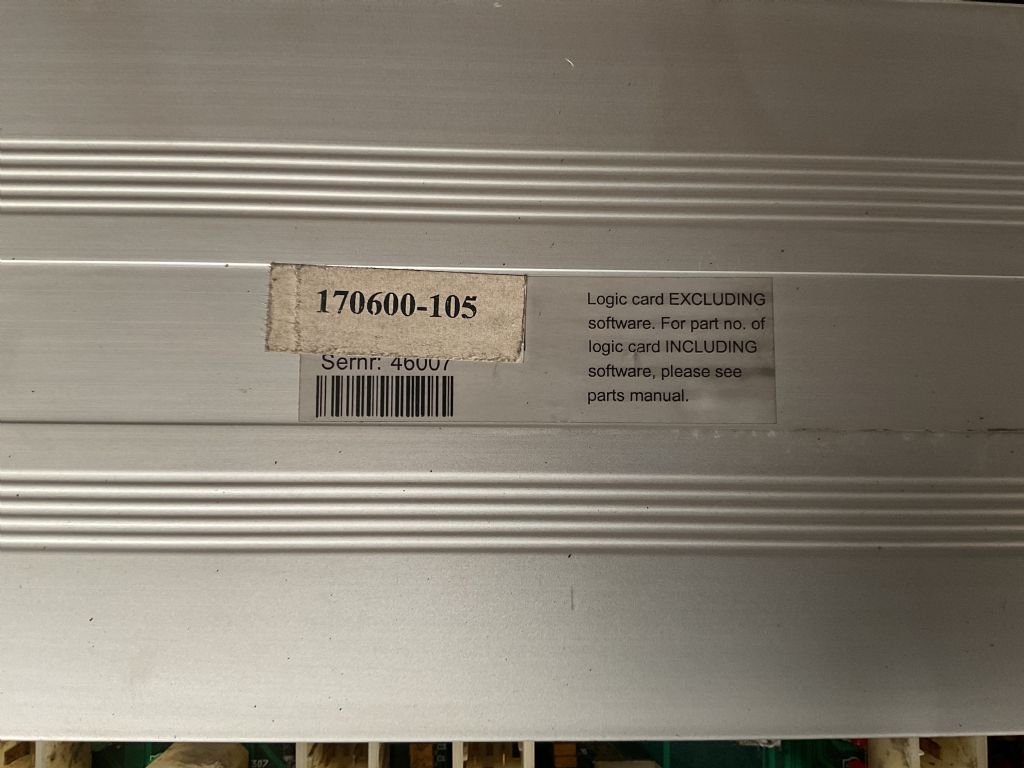 170600-105
Sernr: 46007
Logic card EXCLUDING
software. For part no. of
logic card INCLUDING
software, please see
parts manual.
307